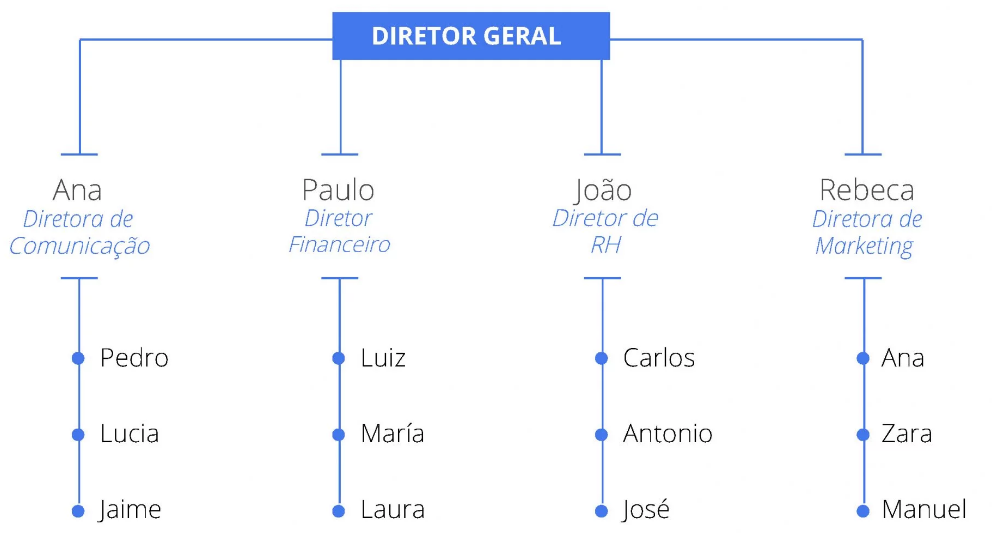 DIRETOR GERAL
Ana
Diretora de
Comunicação
Paulo
Diretor
Financeiro
João
Diretor de
RH
Rebeca
Diretora de
Marketing
Pedro
Lucia
Jaime
Luiz
María
Laura
Carlos
Antonio
José
Ana
Zara
Manuel